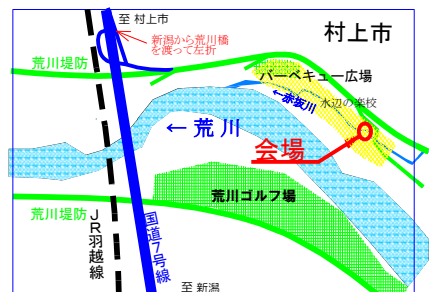 至 村上市
村上市
新潟から荒川橋
を渡って左折
荒川堤防
バーベキュー広場
←赤坂川
水辺の楽校
← 荒 川
会場
荒川ゴルフ場
荒川堤防
JR羽越線
国道7号線
至 新潟